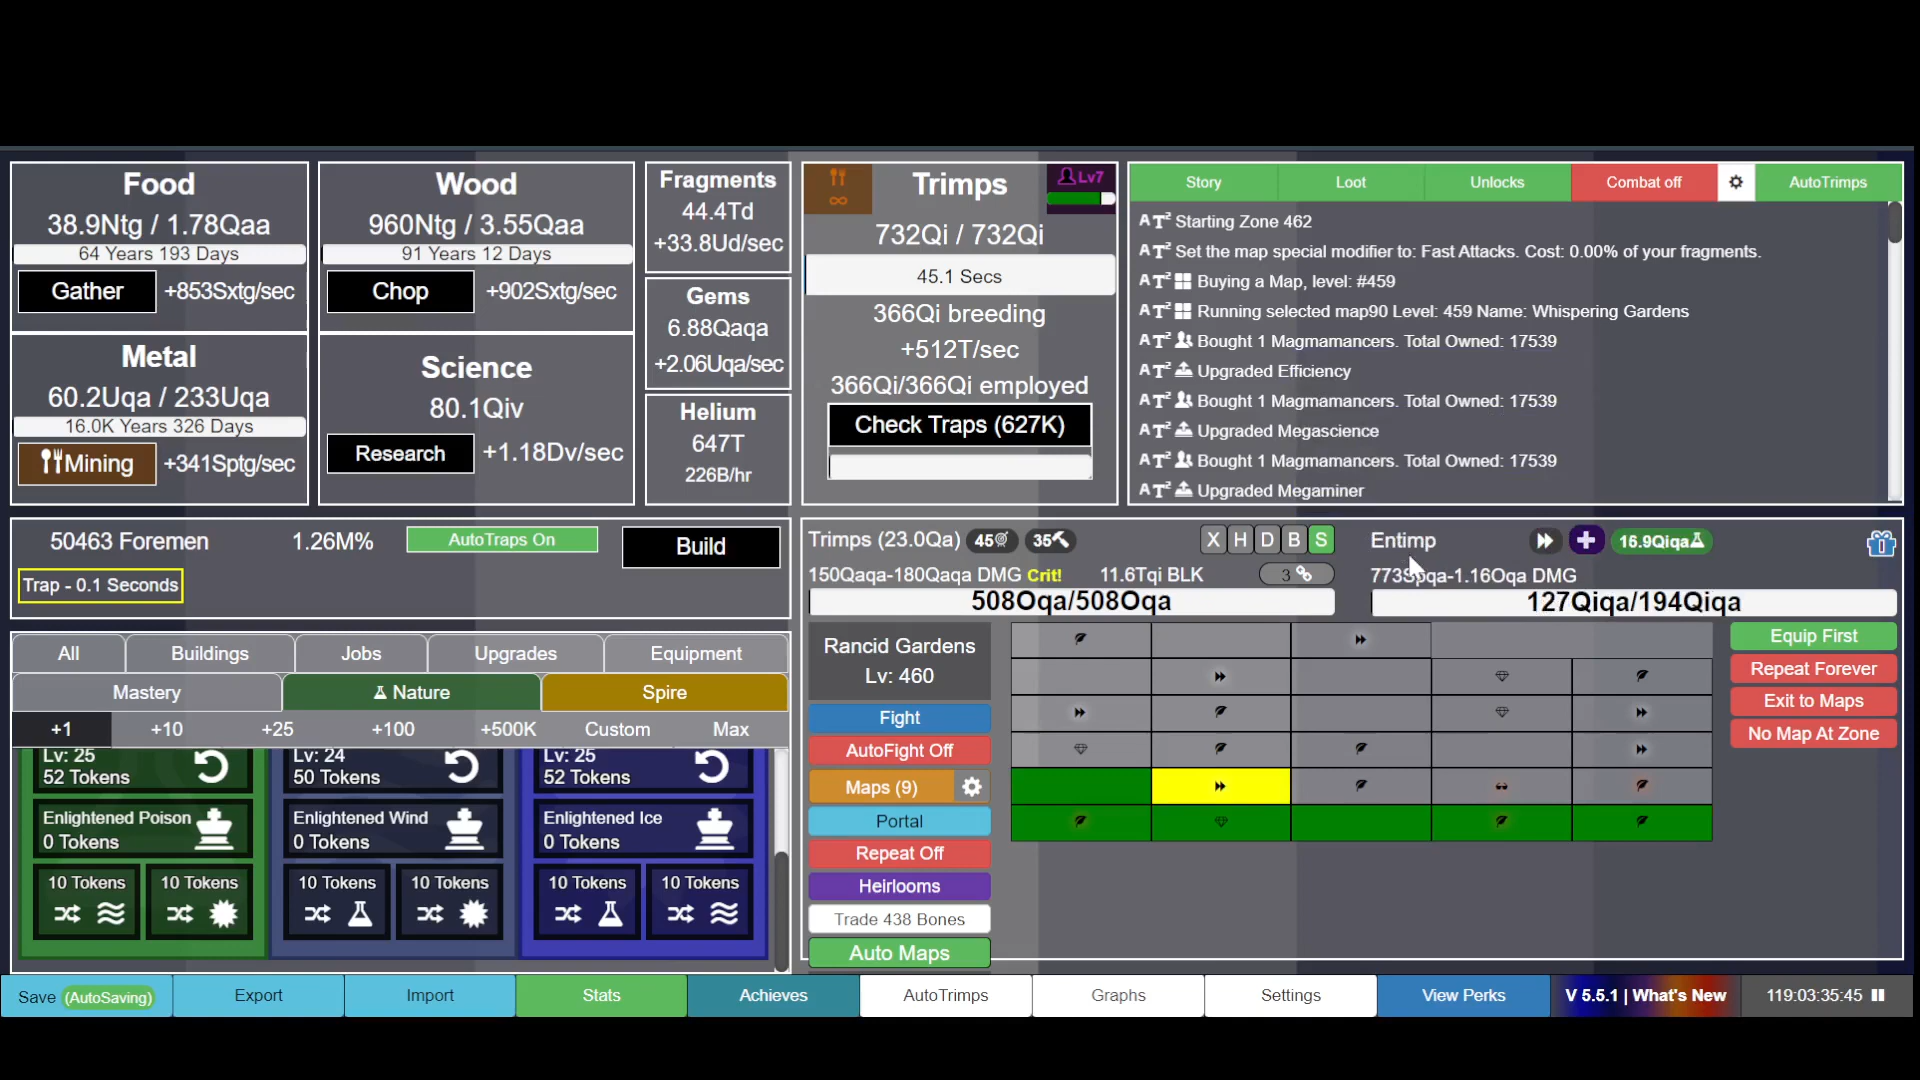 Food
38.9Ntg / 1.78Qaa
64 Years 193 Days
Gather
+853Sxtg/sec
Wood
960Ntg / 3.55Qaa
91 Years 12 Days
Chop
+902Sxtg/sec
Metal
60.2Uqa / 233Uqa
16.0K Years 326 Days
Mining
+341Sptg/sec
Science
80.1Qiv
Research
+1.18Dv/sec
Fragments
44.4Td
+33.8Ud/sec
Gems
6.88Qaqa
+2.06Uqa/sec
Helium
647T
226B/hr
Trimps
Lv7
732Qi / 732Qi
45.1 Secs
366Qi breeding
+512T/sec
366Qi/366Qi employed
Check Traps (627K)
Story
Loot
Unlocks
Combat off
AutoTrimps
AT² Starting Zone 462
AT² Set the map special modifier to: Fast Attacks. Cost: 0.00% of your fragments.
AT² Buying a Map, level: #459
AT² Running selected map90 Level: 459 Name: Whispering Gardens
AT² Bought 1 Magmamancers. Total Owned: 17539
AT² Upgraded Efficiency
AT² Bought 1 Magmamancers. Total Owned: 17539
AT² Upgraded Megascience
AT² Bought 1 Magmamancers. Total Owned: 17539
AT² Upgraded Megaminer
50463 Foremen
1.26M%
AutoTraps On
Build
Trap - 0.1 Seconds
All
Buildings
Jobs
Upgrades
Equipment
Mastery
Nature
Spire
+1
+10
+25
+100
+500K
Custom
Max
Lv: 25
52 Tokens
Lv: 24
50 Tokens
Lv: 25
52 Tokens
Enlightened Poison
0 Tokens
Enlightened Wind
0 Tokens
Enlightened Ice
0 Tokens
10 Tokens
10 Tokens
10 Tokens
10 Tokens
10 Tokens
10 Tokens
Trimps (23.0Qa)
45
35
X
H
D
B
S
150Qaqa-180Qaqa DMG Crit!
11.6Tqi BLK
3
508Oqa/508Oqa
Entimp
16.9Qiqa
-1.16Oqa DMG
127Qiqa/194Qiqa
Rancid Gardens
Lv: 460
Fight
AutoFight Off
Maps (9)
Portal
Repeat Off
Heirlooms
Trade 438 Bones
Auto Maps
Equip First
Repeat Forever
Exit to Maps
No Map At Zone
Save (AutoSaving)
Export
Import
Stats
Achieves
AutoTrimps
Graphs
Settings
View Perks
V 5.5.1 | What's New
119:03:35:45